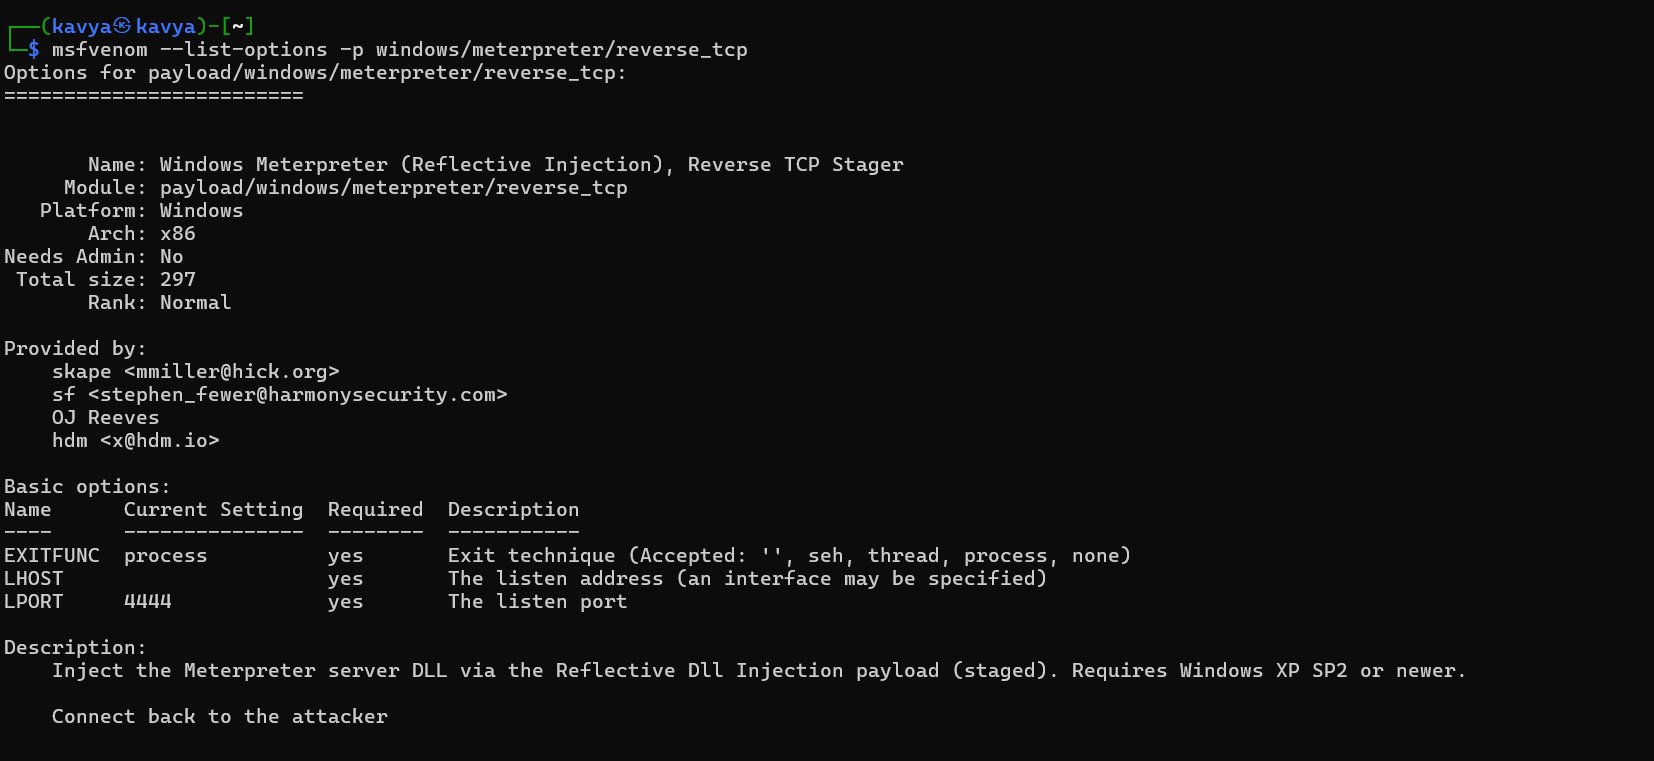 ┌──(kavya㉿kavya)-[~]
└─$ msfvenom --list-options -p windows/meterpreter/reverse_tcp
Options for payload/windows/meterpreter/reverse_tcp:
=========================
Name: Windows Meterpreter (Reflective Injection), Reverse TCP Stager
Module: payload/windows/meterpreter/reverse_tcp
Platform: Windows
Arch: x86
Needs Admin: No
Total size: 297
Rank: Normal
Provided by:
skape <mmiller@hick.org>
sf <stephen_fewer@harmonysecurity.com>
OJ Reeves
hdm <x@hdm.io>
Basic options:
Name      Current Setting  Required  Description
----      ---------------  --------  -----------
EXITFUNC  process          yes       Exit technique (Accepted: '', seh, thread, process, none)
LHOST                      yes       The listen address (an interface may be specified)
LPORT     4444             yes       The listen port
Description:
Inject the Meterpreter server DLL via the Reflective Dll Injection payload (staged). Requires Windows XP SP2 or newer.
Connect back to the attacker